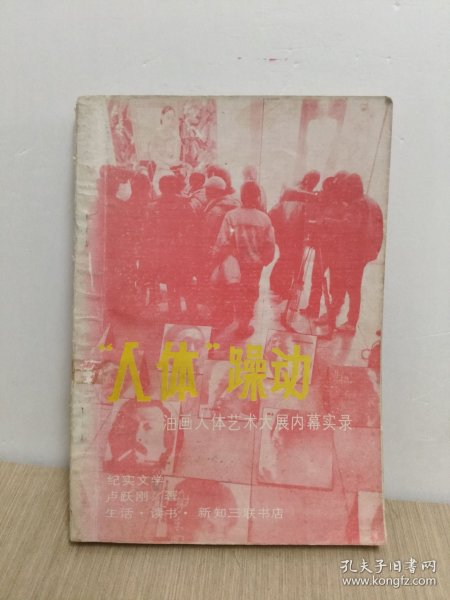 “人体”躁动
油画人体艺术大展内幕实录
纪实文学
卢跃刚 著
生活·读书·新知三联书店
孔夫子旧书网
www.kongfz.com